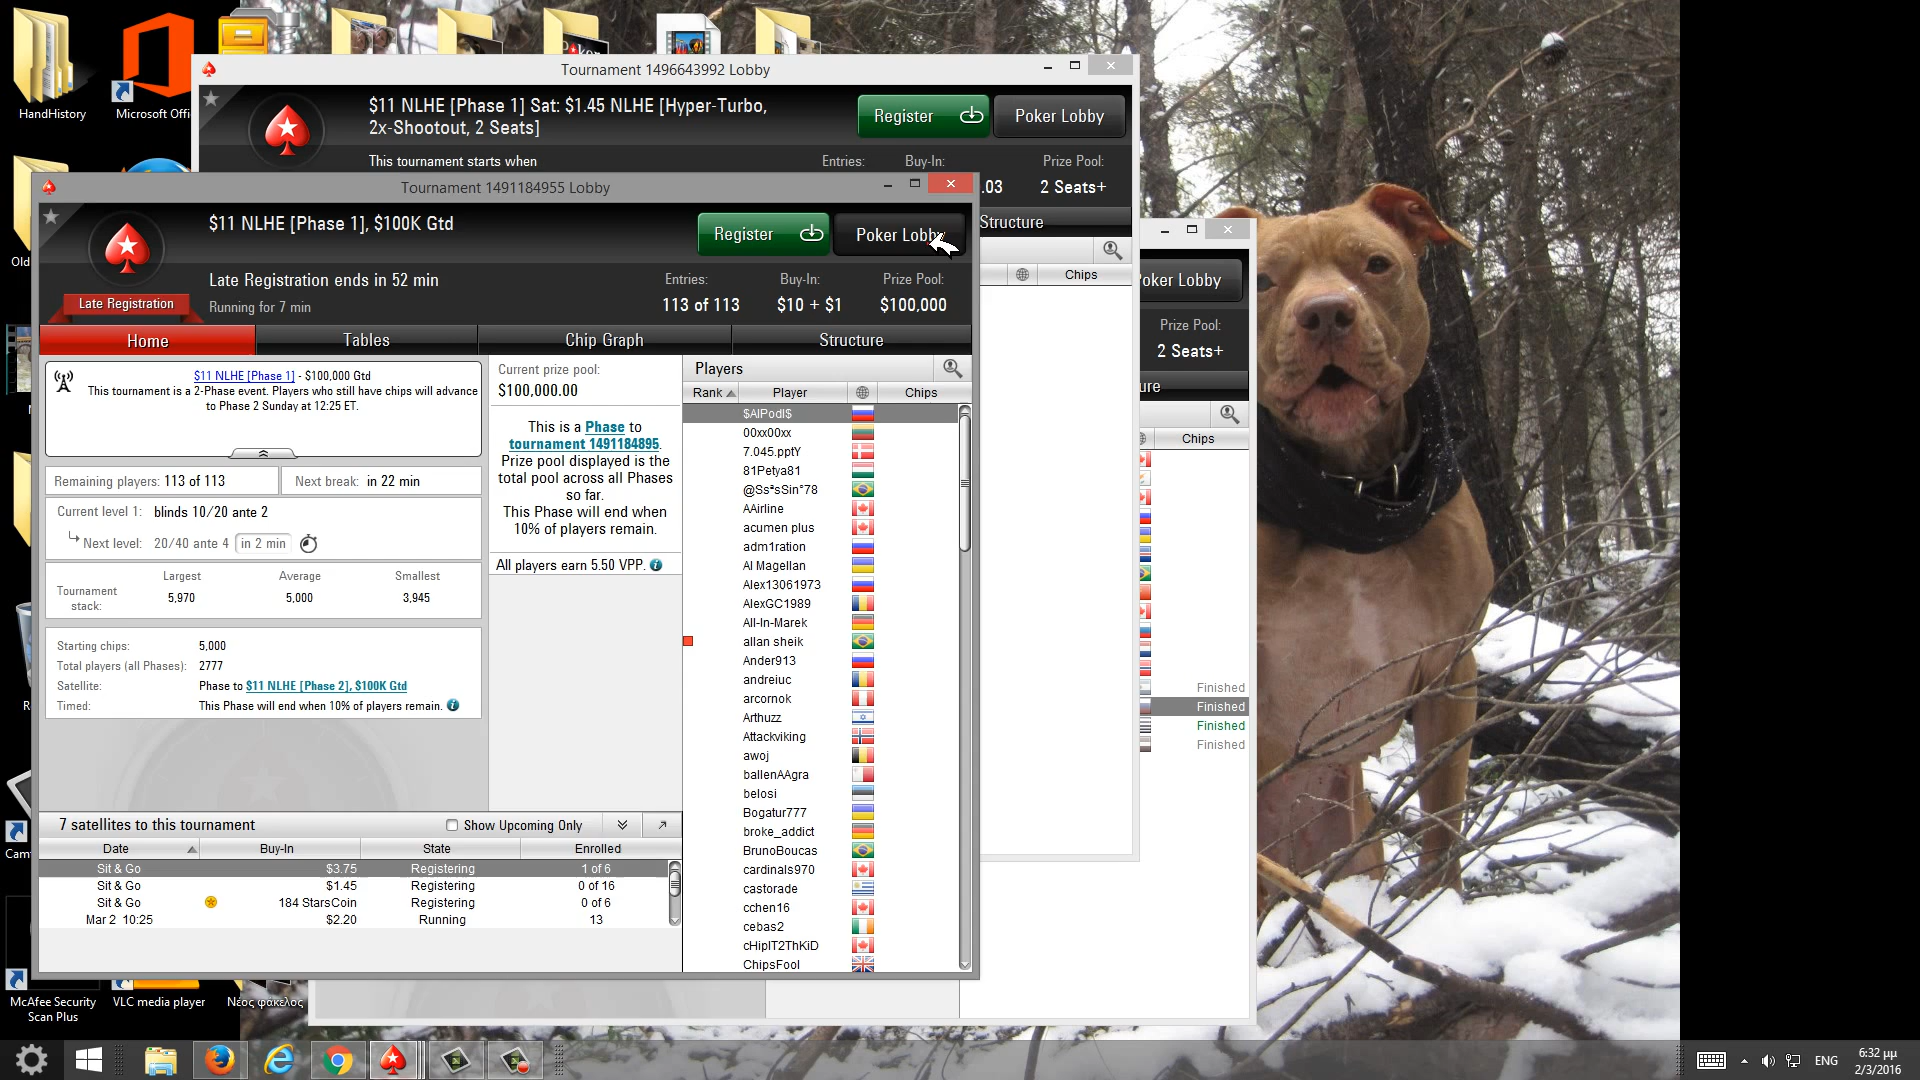 HandHistory
Microsoft Offi
Tournament 1496643992 Lobby
$11 NLHE [Phase 1] Sat: $1.45 NLHE [Hyper-Turbo,
2x-Shootout, 2 Seats]
Register
Poker Lobby
This tournament starts when
Entries:
Buy-In:
Prize Pool:
.03
2 Seats+
Structure
Chips
Tournament 1491184955 Lobby
$11 NLHE [Phase 1], $100K Gtd
Register
Poker Lobby
Late Registration ends in 52 min
Running for 7 min
Late Registration
Entries:
113 of 113
Buy-In:
$10 + $1
Prize Pool:
$100,000
Home
Tables
Chip Graph
Structure
$11 NLHE [Phase 1] - $100,000 Gtd
This tournament is a 2-Phase event. Players who still have chips will advance
to Phase 2 Sunday at 12:25 ET.
Remaining players: 113 of 113
Next break: in 22 min
Current level 1: blinds 10/20 ante 2
Next level: 20/40 ante 4 in 2 min
Largest
Average
Smallest
Tournament
stack:
5,970
5,000
3,945
Starting chips: 5,000
Total players (all Phases): 2777
Satellite: Phase to $11 NLHE [Phase 2], $100K Gtd
Timed: This Phase will end when 10% of players remain.
Current prize pool:
$100,000.00
This is a Phase to
tournament 1491184895.
Prize pool displayed is the
total pool across all Phases
so far.
This Phase will end when
10% of players remain.
All players earn 5.50 VPP.
Players
Rank
Player
Chips
$AlPodl$
00xx00xx
7.045.pptY
81Petya81
@Ss²sSin°78
AAirline
acumen plus
adm1ration
Al Magellan
Alex13061973
AlexGC1989
All-In-Marek
allan sheik
Ander913
andreiuc
arcornok
Arthuzz
Attackviking
awoj
ballenAAgra
belosi
Bogatur777
broke_addict
BrunoBoucas
cardinals970
castorade
cchen16
cebas2
cHipIT2ThKiD
ChipsFool
7 satellites to this tournament
Show Upcoming Only
Date
Buy-In
State
Enrolled
Sit & Go $3.75 Registering 1 of 6
Sit & Go $1.45 Registering 0 of 16
Sit & Go 184 StarsCoin Registering 0 of 6
Mar 2 10:25 $2.20 Running 13
Poker Lobby
Prize Pool:
2 Seats+
ure
Chips
Finished
Finished
Finished
Finished
Old
Cam
McAfee Security
Scan Plus
VLC media player
Νέος φάκελος
ENG
6:32 μμ
2/3/2016